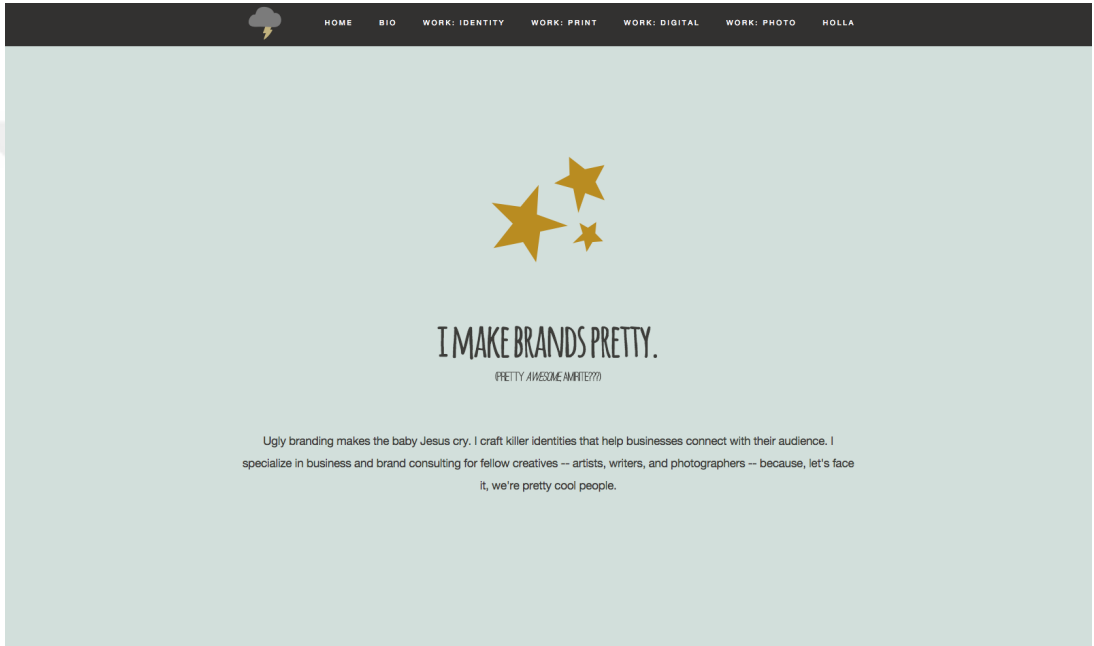 HOME BIO WORK: IDENTITY WORK: PRINT WORK: DIGITAL WORK: PHOTO HOLLA
I MAKE BRANDS PRETTY.
(PRETTY AWESOME AMIRITE???)
Ugly branding makes the baby Jesus cry. I craft killer identities that help businesses connect with their audience. I
specialize in business and brand consulting for fellow creatives -- artists, writers, and photographers -- because, let's face
it, we're pretty cool people.